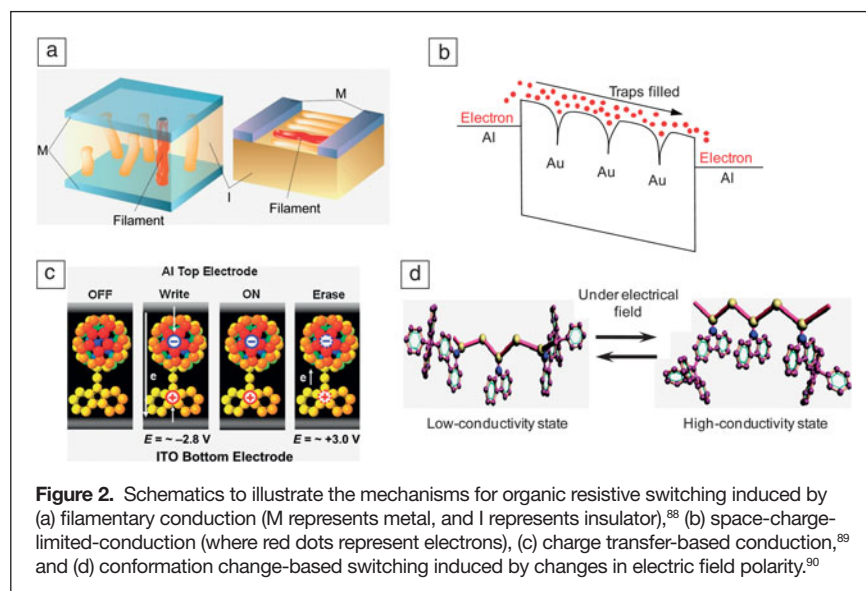 a
M
M
I
Filament
Filament
b
Traps filled
Electron
Al
Au
Au
Au
Electron
Al
c
Al Top Electrode
OFF
Write
ON
Erase
e
e
E = ~ –2.8 V
E = ~ +3.0 V
ITO Bottom Electrode
d
Under electrical
field
Low-conductivity state
High-conductivity state
Figure 2. Schematics to illustrate the mechanisms for organic resistive switching induced by
(a) filamentary conduction (M represents metal, and I represents insulator),⁸⁸ (b) space-charge-
limited-conduction (where red dots represent electrons), (c) charge transfer-based conduction,⁸⁹
and (d) conformation change-based switching induced by changes in electric field polarity.⁹⁰